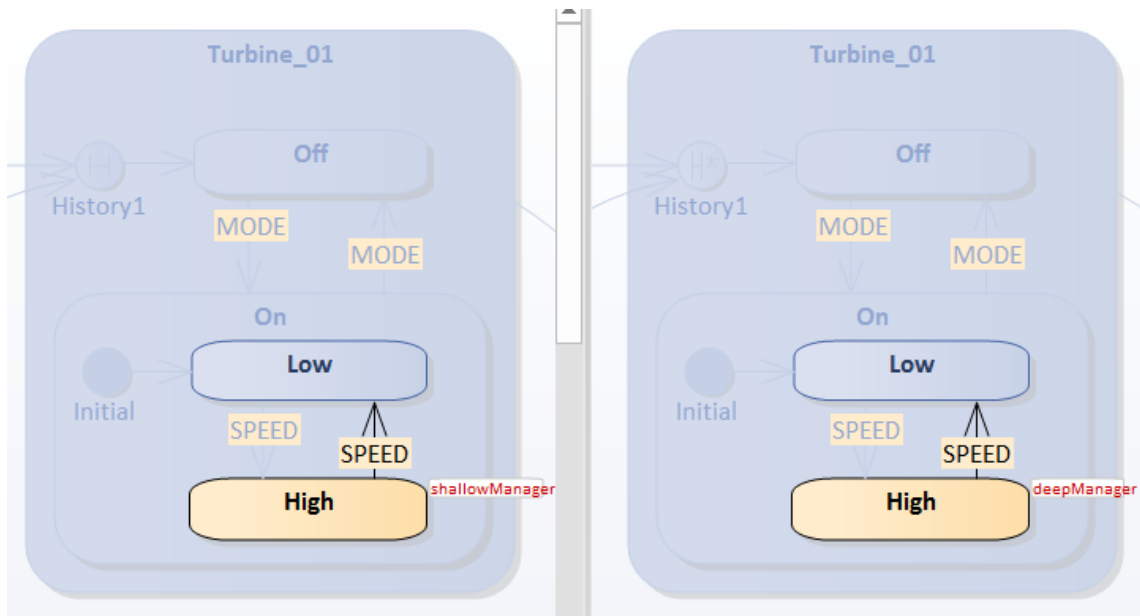 Turbine_01
Off
H
History1
MODE
MODE
On
Low
Initial
SPEED
SPEED
High
shallowManager
Turbine_01
Off
H*
History1
MODE
MODE
On
Low
Initial
SPEED
SPEED
High
deepManager